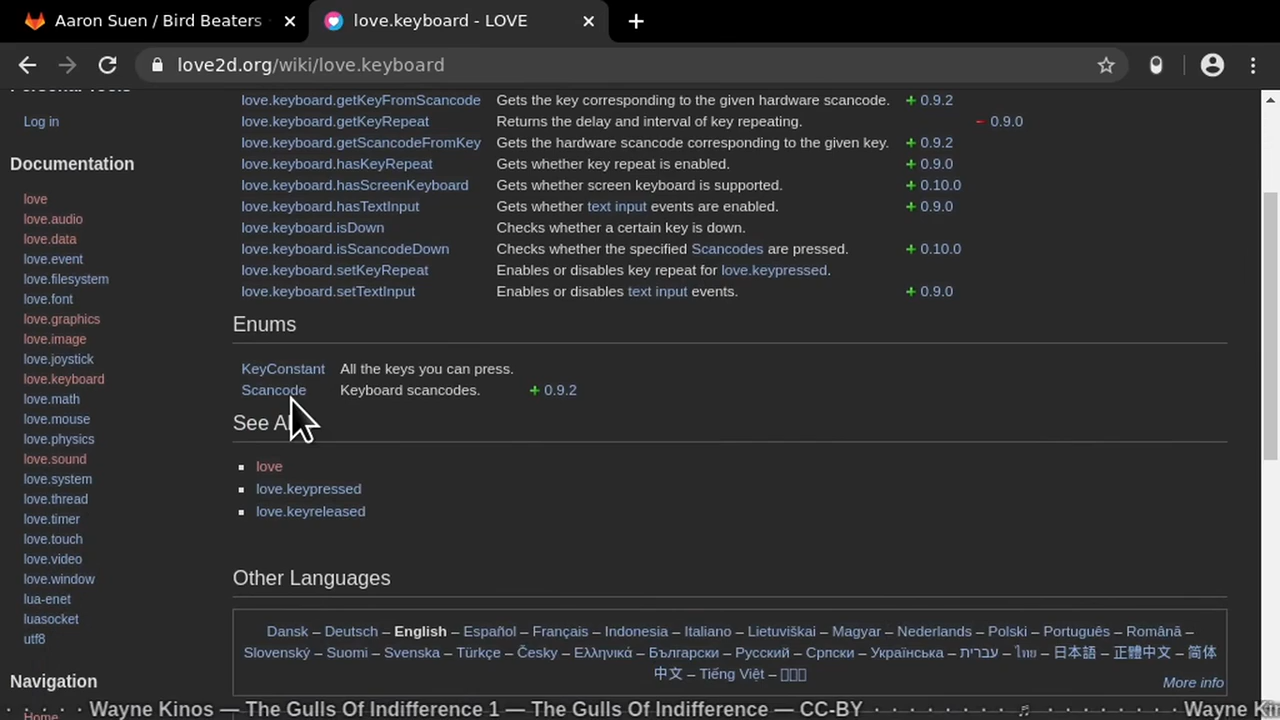 Aaron Suen / Bird Beaters
love.keyboard - LOVE
love2d.org/wiki/love.keyboard
Personal Tools
Log in
Documentation
love
love.audio
love.data
love.event
love.filesystem
love.font
love.graphics
love.image
love.joystick
love.keyboard
love.math
love.mouse
love.physics
love.sound
love.system
love.thread
love.timer
love.touch
love.video
love.window
lua-enet
luasocket
utf8
Navigation
Home
love.keyboard.getKeyFromScancode Gets the key corresponding to the given hardware scancode. + 0.9.2
love.keyboard.getKeyRepeat Returns the delay and interval of key repeating. - 0.9.0
love.keyboard.getScancodeFromKey Gets the hardware scancode corresponding to the given key. + 0.9.2
love.keyboard.hasKeyRepeat Gets whether key repeat is enabled. + 0.9.0
love.keyboard.hasScreenKeyboard Gets whether screen keyboard is supported. + 0.10.0
love.keyboard.hasTextInput Gets whether text input events are enabled. + 0.9.0
love.keyboard.isDown Checks whether a certain key is down.
love.keyboard.isScancodeDown Checks whether the specified Scancodes are pressed. + 0.10.0
love.keyboard.setKeyRepeat Enables or disables key repeat for love.keypressed.
love.keyboard.setTextInput Enables or disables text input events. + 0.9.0
Enums
KeyConstant All the keys you can press.
Scancode Keyboard scancodes. + 0.9.2
See Al
love
love.keypressed
love.keyreleased
Other Languages
Dansk – Deutsch – English – Español – Français – Indonesia – Italiano – Lietuviškai – Magyar – Nederlands – Polski – Português – Română –
Slovenský – Suomi – Svenska – Türkçe – Česky – Ελληνικά – Български – Русский – Српски – Українська – עברית – ไทย – 日本語 – 正體中文 – 简体
中文 – Tiếng Việt –
More info
Wayne Kinos — The Gulls Of Indifference 1 — The Gulls Of Indifference — CC-BY · · · · · · · · ♬ · · · · · · · · Wayne Ki